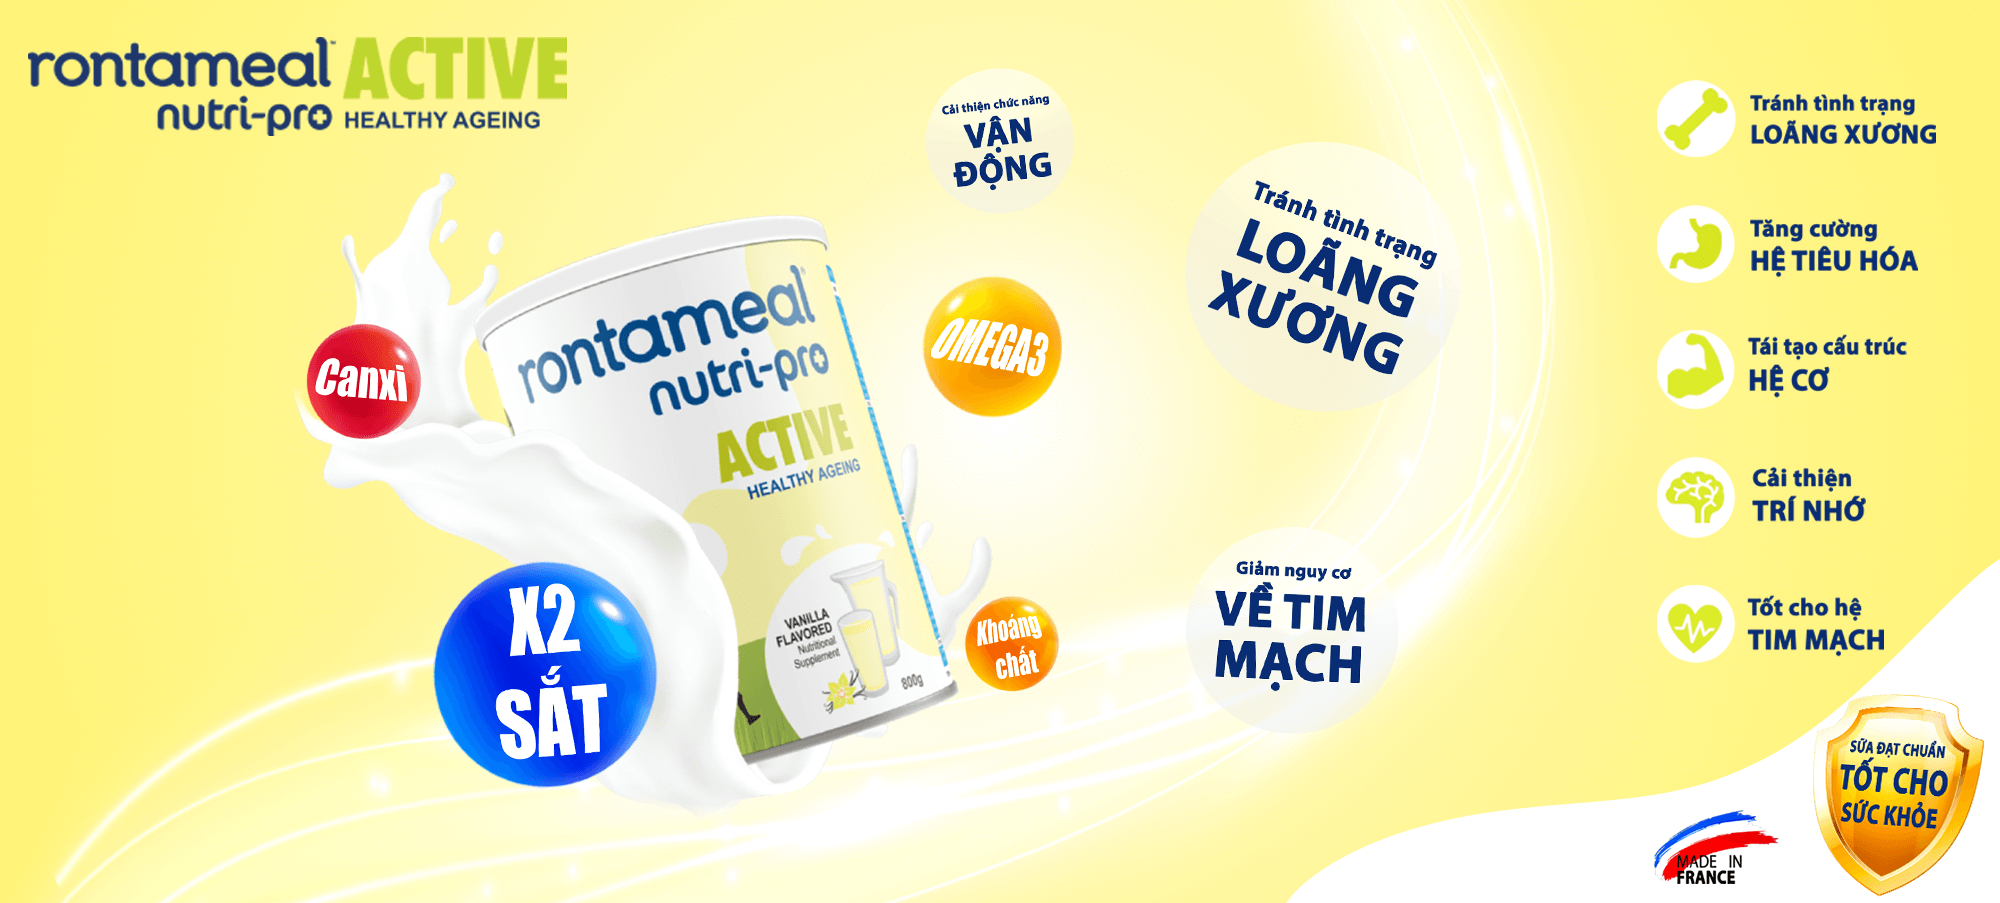 rontameal™ ACTIVE
nutri-pro HEALTHY AGEING
Cải thiện chức năng
VẬN
ĐỘNG
Tránh tình trạng
LOÃNG
XƯƠNG
Canxi
OMEGA3
rontameal
nutri-pro
ACTIVE
HEALTHY AGEING
VANILLA
FLAVORED
Nutritional
Supplement
800g
X2
SẮT
Khoáng
chất
Giảm nguy cơ
VỀ TIM
MẠCH
Tránh tình trạng
LOÃNG XƯƠNG
Tăng cường
HỆ TIÊU HÓA
Tái tạo cấu trúc
HỆ CƠ
Cải thiện
TRÍ NHỚ
Tốt cho hệ
TIM MẠCH
SỮA ĐẠT CHUẨN
TỐT CHO
SỨC KHỎE
MADE IN
FRANCE